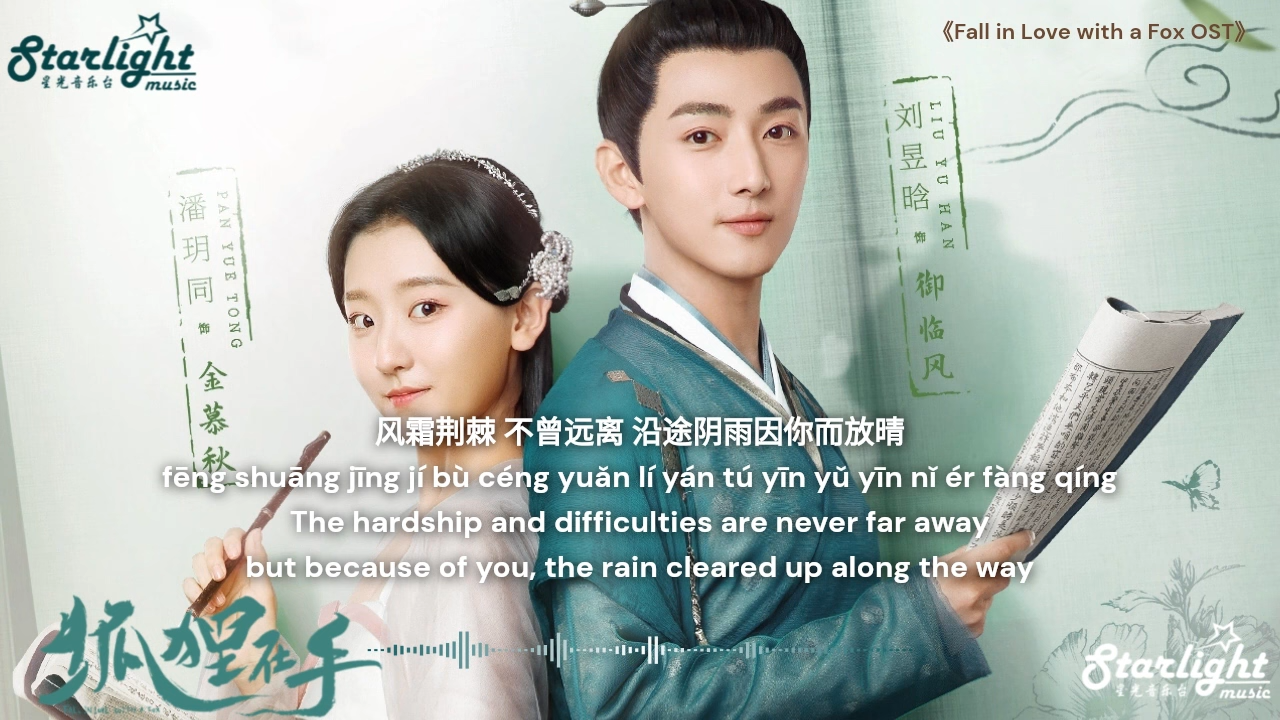 Starlight
星光音乐台 music
《Fall in Love with a Fox OST》
刘昱晗 饰 御临风
LIU YU HAN
潘玥同 饰 金慕秋
PAN YUE TONG
风霜荆棘 不曾远离 沿途阴雨因你而放晴
fēng shuāng jīng jí bù céng yuǎn lí yán tú yīn yǔ yīn nǐ ér fàng qíng
The hardship and difficulties are never far away
but because of you, the rain cleared up along the way
狐狸在手
Starlight
星光音乐台 music